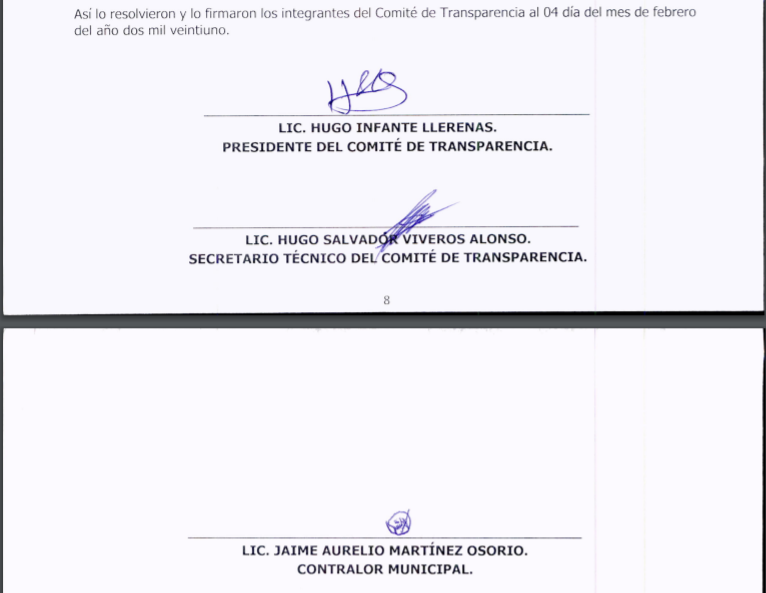 Así lo resolvieron y lo firmaron los integrantes del Comité de Transparencia al 04 día del mes de febrero
del año dos mil veintiuno.
LIC. HUGO INFANTE LLERENAS.
PRESIDENTE DEL COMITÉ DE TRANSPARENCIA.
LIC. HUGO SALVADOR VIVEROS ALONSO.
SECRETARIO TÉCNICO DEL COMITÉ DE TRANSPARENCIA.
8
LIC. JAIME AURELIO MARTÍNEZ OSORIO.
CONTRALOR MUNICIPAL.